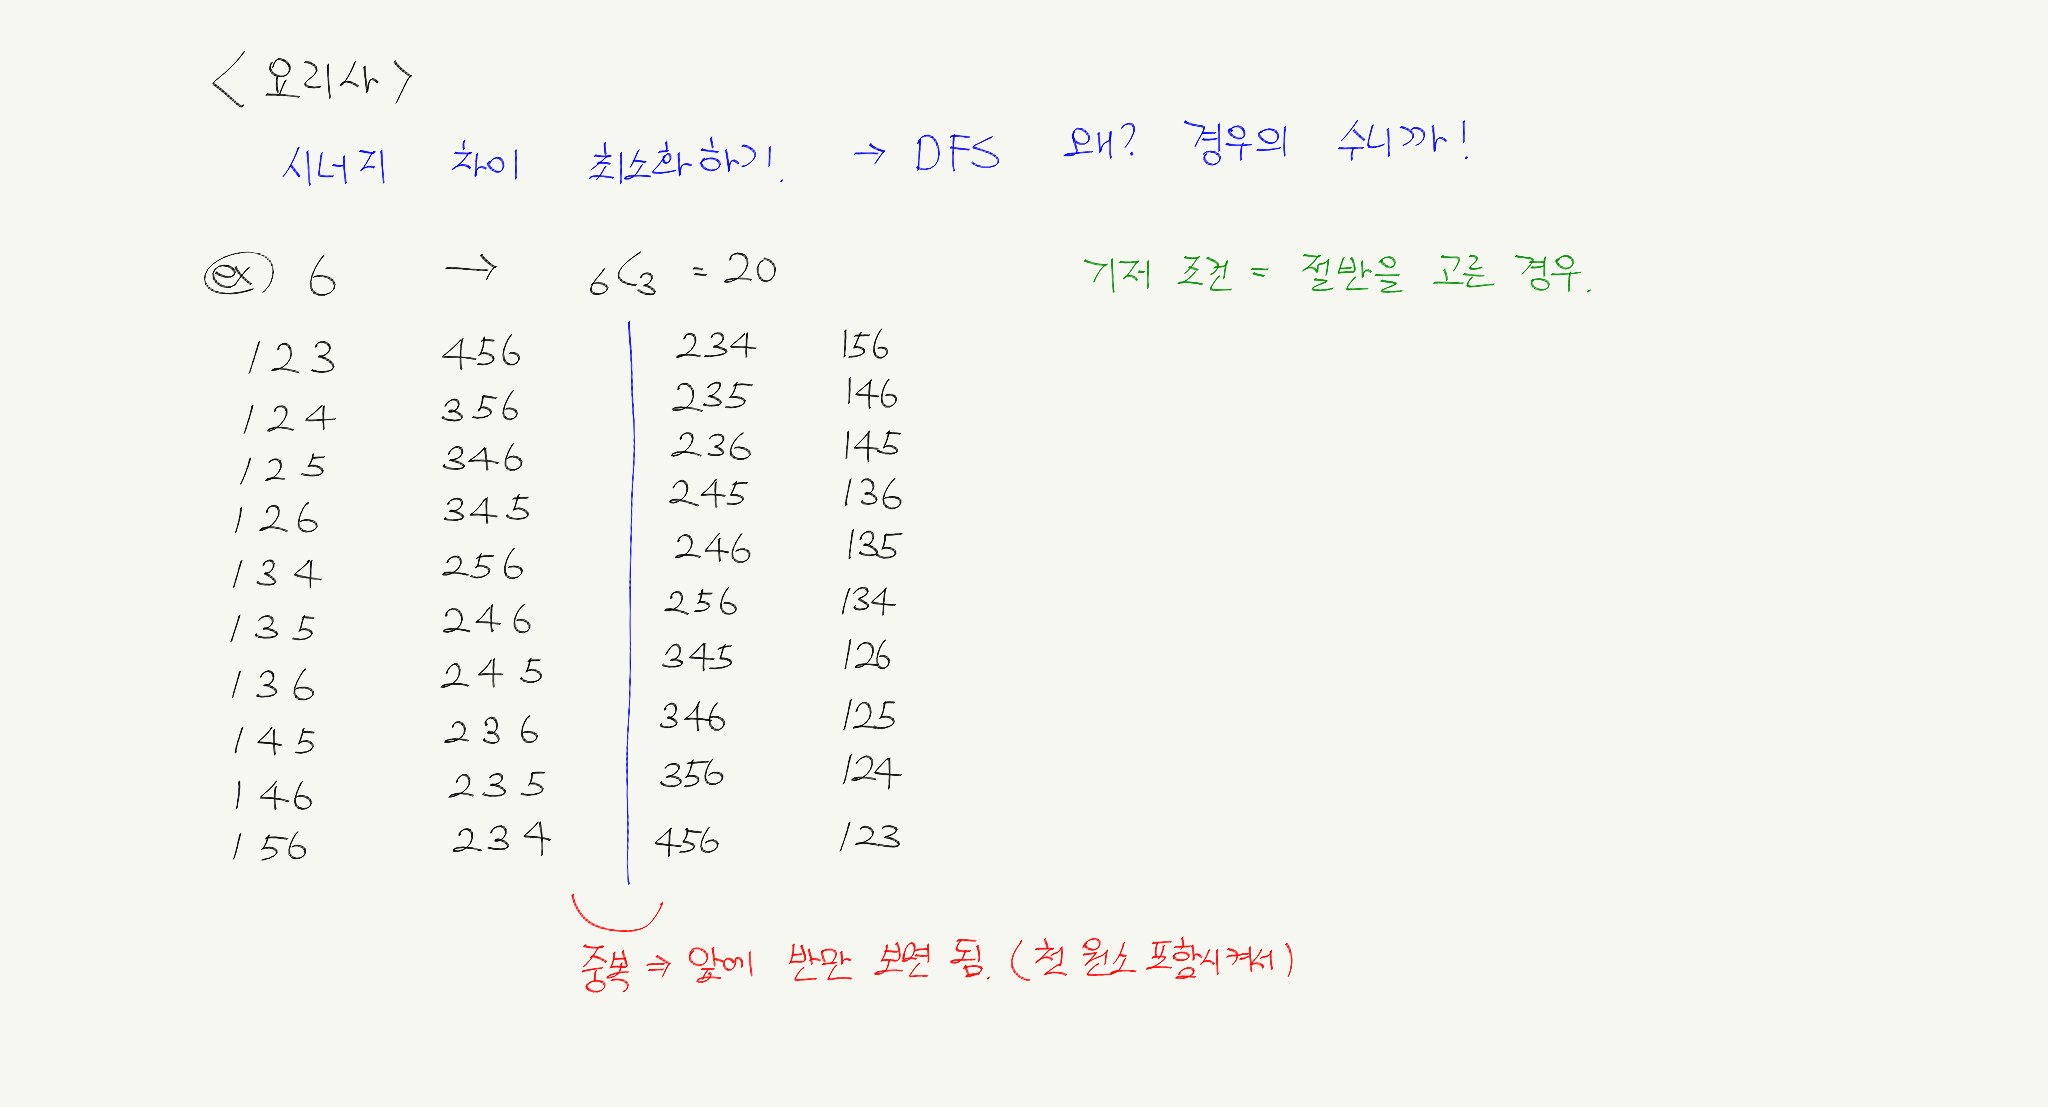 <요리사>
시너지 차이 최소화하기. → DFS 왜? 경우의 수니까!
ex) 6 → 6C3 = 20 기저 조건 = 절반을 고른 경우.
123 456 234 156
124 356 235 146
125 346 236 145
126 345 245 136
134 256 246 135
135 246 256 134
136 245 345 126
145 236 346 125
146 235 356 124
156 234 456 123
중복 ⇒ 앞에 반만 보면 됨. (첫 원소 포함시켜서)